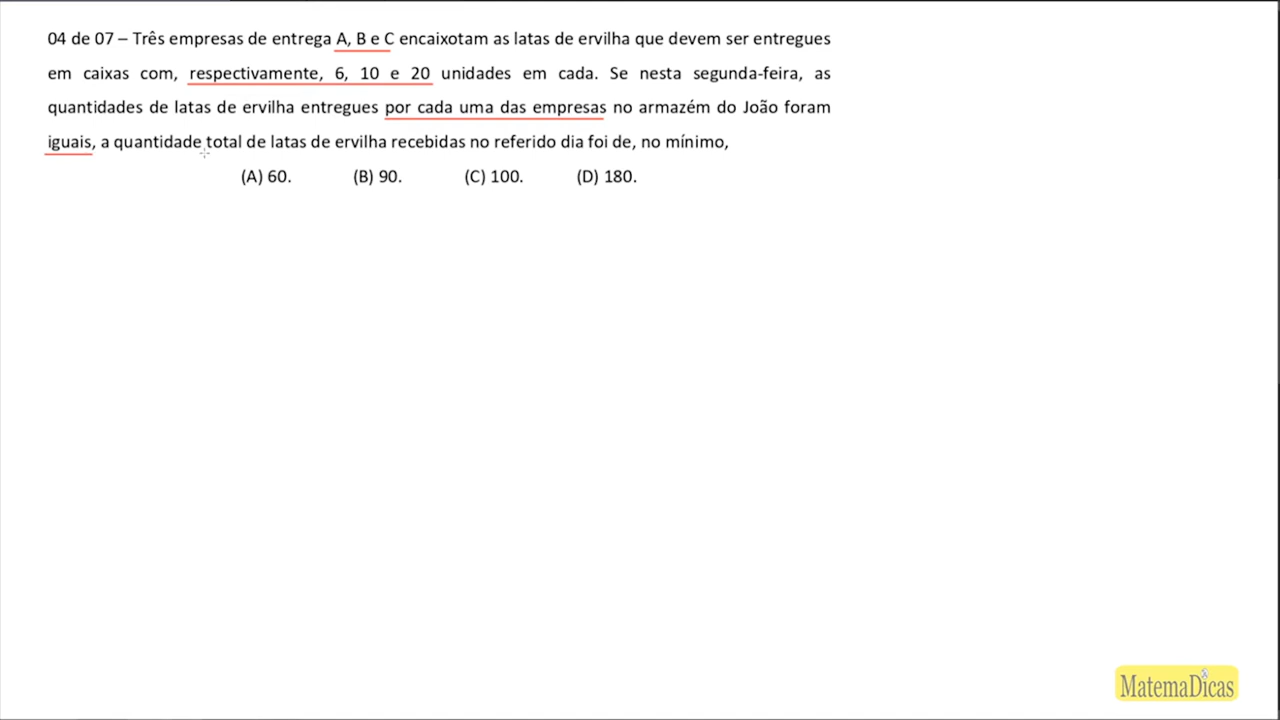 04 de 07 – Três empresas de entrega A, B e C encaixotam as latas de ervilha que devem ser entregues
em caixas com, respectivamente, 6, 10 e 20 unidades em cada. Se nesta segunda-feira, as
quantidades de latas de ervilha entregues por cada uma das empresas no armazém do João foram
iguais, a quantidade total de latas de ervilha recebidas no referido dia foi de, no mínimo,
(A) 60. (B) 90. (C) 100. (D) 180.
MatemaDicas